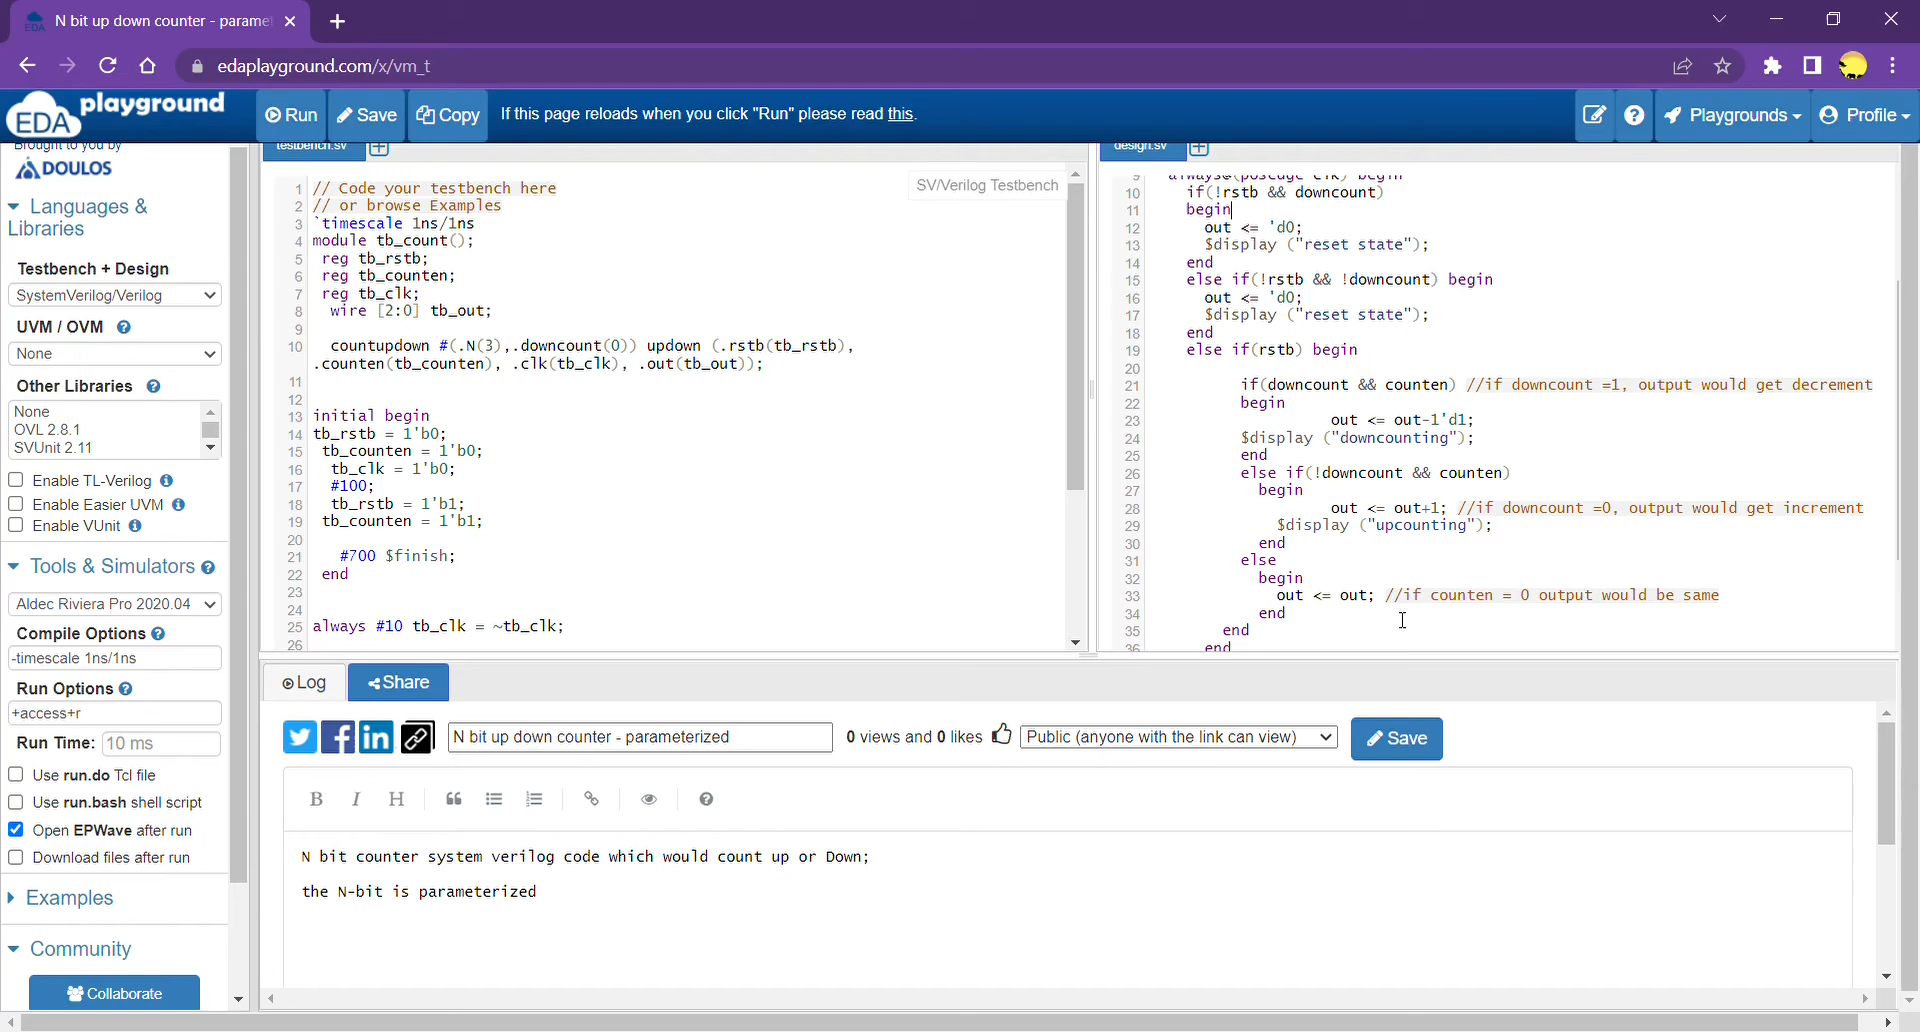 N bit up down counter - parame
edaplayground.com/x/vm_t
EDA playground
Run
Save
Copy
If this page reloads when you click "Run" please read this.
Playgrounds
Profile
Brought to you by
DOULOS
Languages &
Libraries
Testbench + Design
SystemVerilog/Verilog
UVM / OVM
None
Other Libraries
None
OVL 2.8.1
SVUnit 2.11
Enable TL-Verilog
Enable Easier UVM
Enable VUnit
Tools & Simulators
Aldec Riviera Pro 2020.04
Compile Options
-timescale 1ns/1ns
Run Options
+access+r
Run Time: 10 ms
Use run.do Tcl file
Use run.bash shell script
Open EPWave after run
Download files after run
Examples
Community
Collaborate
testbench.sv
SV/Verilog Testbench
1 // Code your testbench here
2 // or browse Examples
3 `timescale 1ns/1ns
4 module tb_count();
5 reg tb_rstb;
6 reg tb_counten;
7 reg tb_clk;
8 wire [2:0] tb_out;
9
10 countupdown #(.N(3),.downcount(0)) updown (.rstb(tb_rstb),
.counten(tb_counten), .clk(tb_clk), .out(tb_out));
11
12
13 initial begin
14 tb_rstb = 1'b0;
15 tb_counten = 1'b0;
16 tb_clk = 1'b0;
17 #100;
18 tb_rstb = 1'b1;
19 tb_counten = 1'b1;
20
21 #700 $finish;
22 end
23
24
25 always #10 tb_clk = ~tb_clk;
26
design.sv
9 always@(posedge clk) begin
10 if(!rstb && downcount)
11 begin
12 out <= 'd0;
13 $display ("reset state");
14 end
15 else if(!rstb && !downcount) begin
16 out <= 'd0;
17 $display ("reset state");
18 end
19 else if(rstb) begin
20
21 if(downcount && counten) //if downcount =1, output would get decrement
22 begin
23 out <= out-1'd1;
24 $display ("downcounting");
25 end
26 else if(!downcount && counten)
27 begin
28 out <= out+1; //if downcount =0, output would get increment
29 $display ("upcounting");
30 end
31 else
32 begin
33 out <= out; //if counten = 0 output would be same
34 end
35 end
36 end
Log
Share
N bit up down counter - parameterized
0 views and 0 likes
Public (anyone with the link can view)
Save
B I H
N bit counter system verilog code which would count up or Down;
the N-bit is parameterized